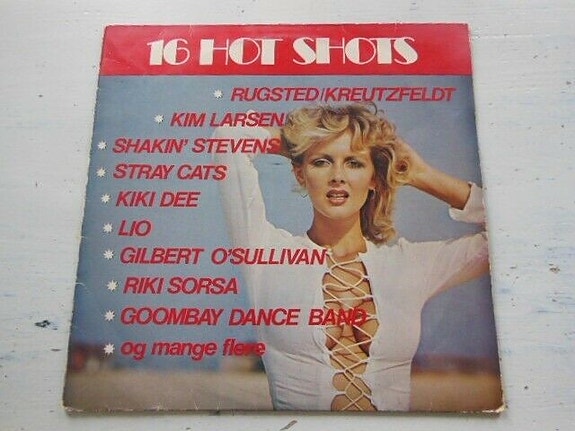 16 HOT SHOTS
RUGSTED/KREUTZFELDT
KIM LARSEN
SHAKIN' STEVENS
STRAY CATS
KIKI DEE
LIO
GILBERT O'SULLIVAN
RIKI SORSA
GOOMBAY DANCE BAND
og mange flere